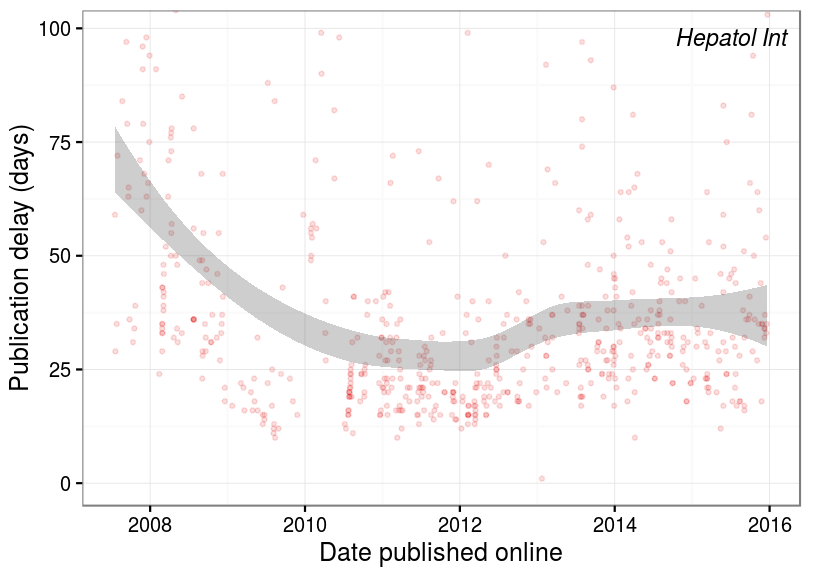 Hepatol Int
100
75
50
25
0
Publication delay (days)
2008 2010 2012 2014 2016
Date published online